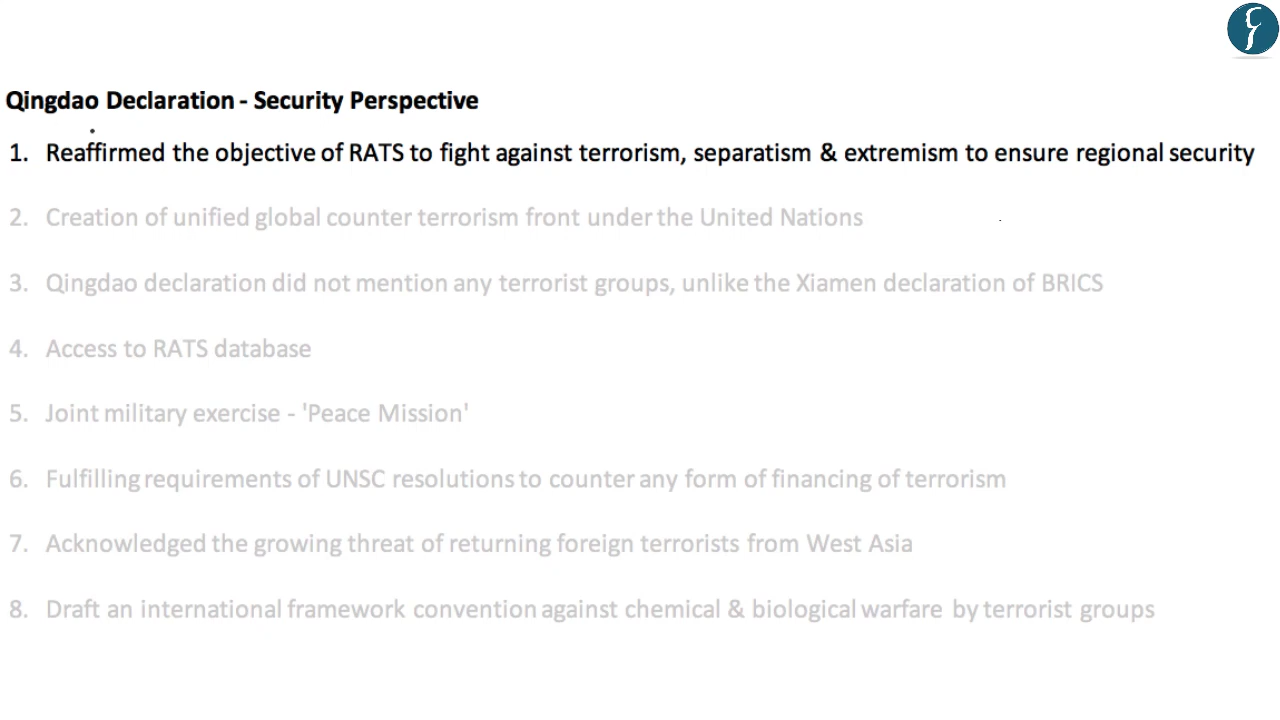 Qingdao Declaration - Security Perspective
1. Reaffirmed the objective of RATS to fight against terrorism, separatism & extremism to ensure regional security
2. Creation of unified global counter terrorism front under the United Nations
3. Qingdao declaration did not mention any terrorist groups, unlike the Xiamen declaration of BRICS
4. Access to RATS database
5. Joint military exercise - 'Peace Mission'
6. Fulfilling requirements of UNSC resolutions to counter any form of financing of terrorism
7. Acknowledged the growing threat of returning foreign terrorists from West Asia
8. Draft an international framework convention against chemical & biological warfare by terrorist groups